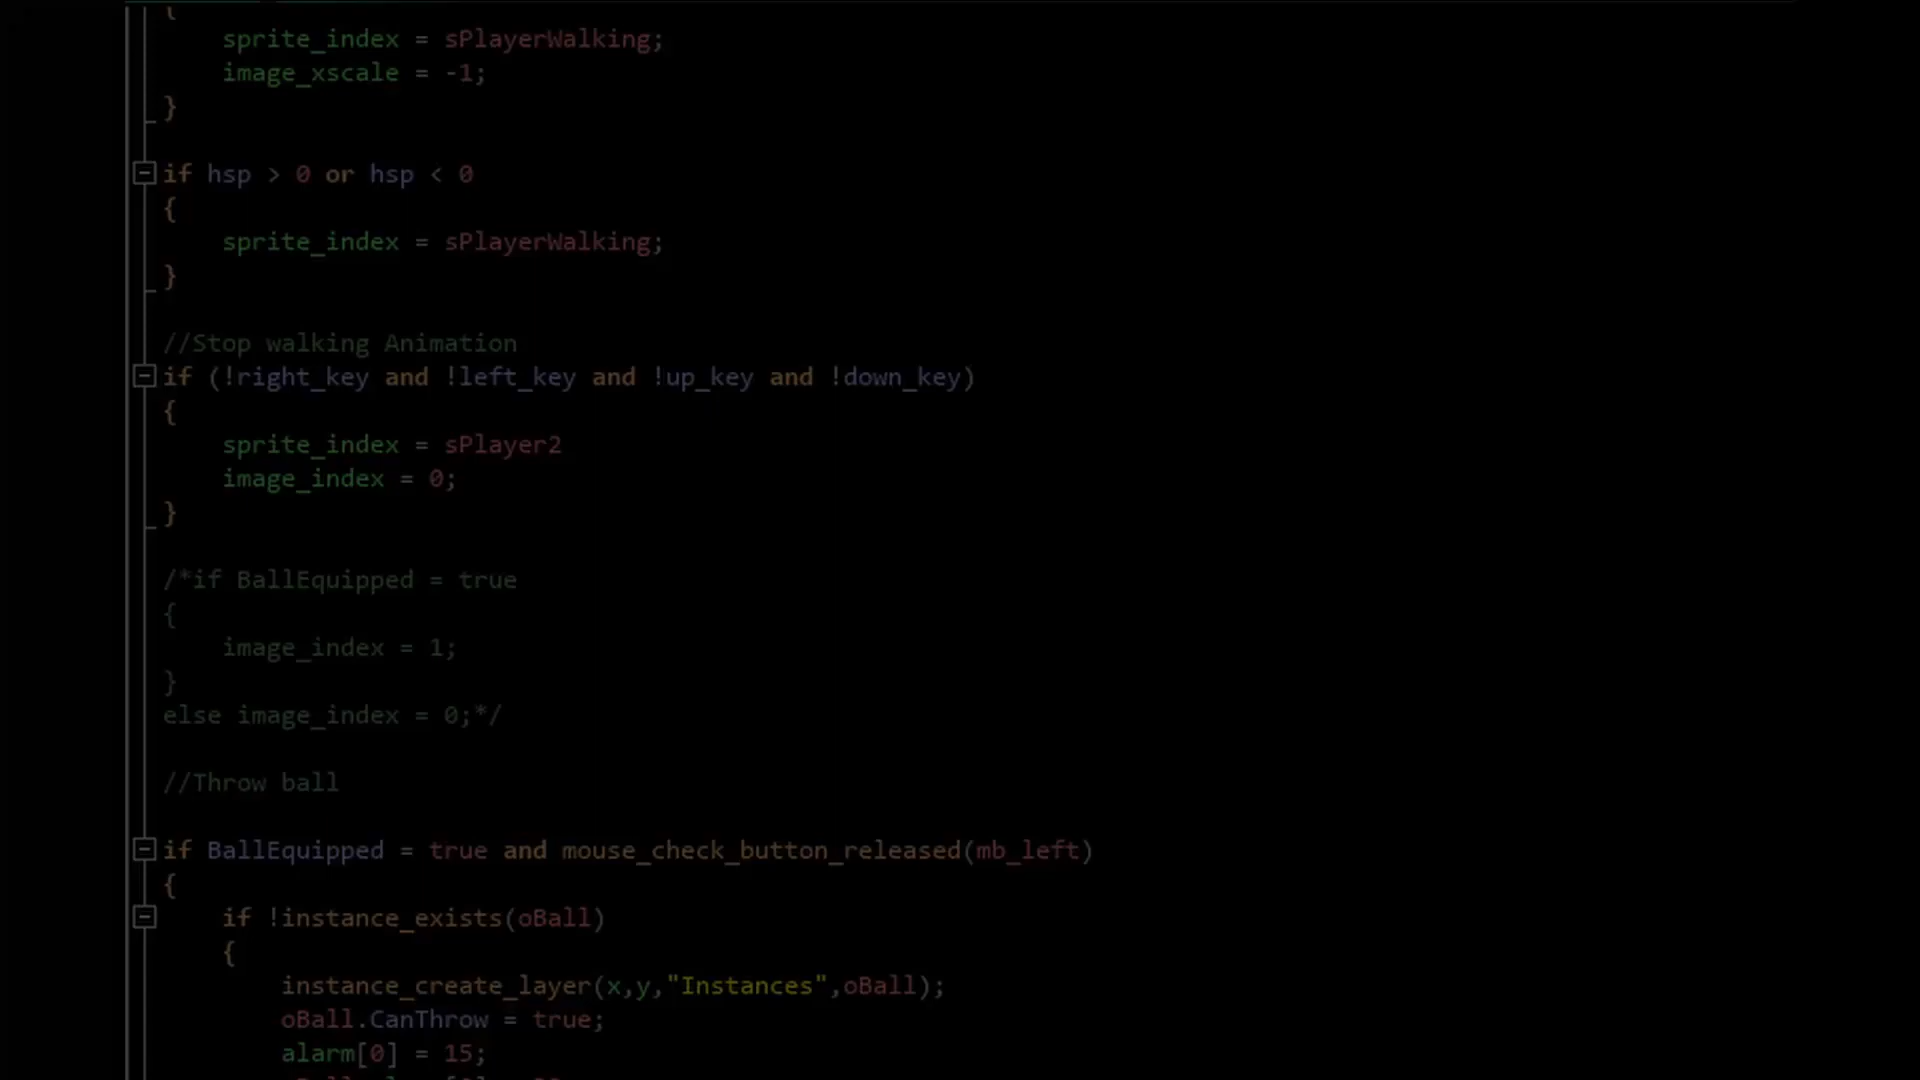 {
sprite_index = sPlayerWalking;
image_xscale = -1;
}
if hsp > 0 or hsp < 0
{
sprite_index = sPlayerWalking;
}
//Stop walking Animation
if (!right_key and !left_key and !up_key and !down_key)
{
sprite_index = sPlayer2
image_index = 0;
}
/*if BallEquipped = true
{
image_index = 1;
}
else image_index = 0;*/
//Throw ball
if BallEquipped = true and mouse_check_button_released(mb_left)
{
if !instance_exists(oBall)
{
instance_create_layer(x,y,"Instances",oBall);
oBall.CanThrow = true;
alarm[0] = 15;